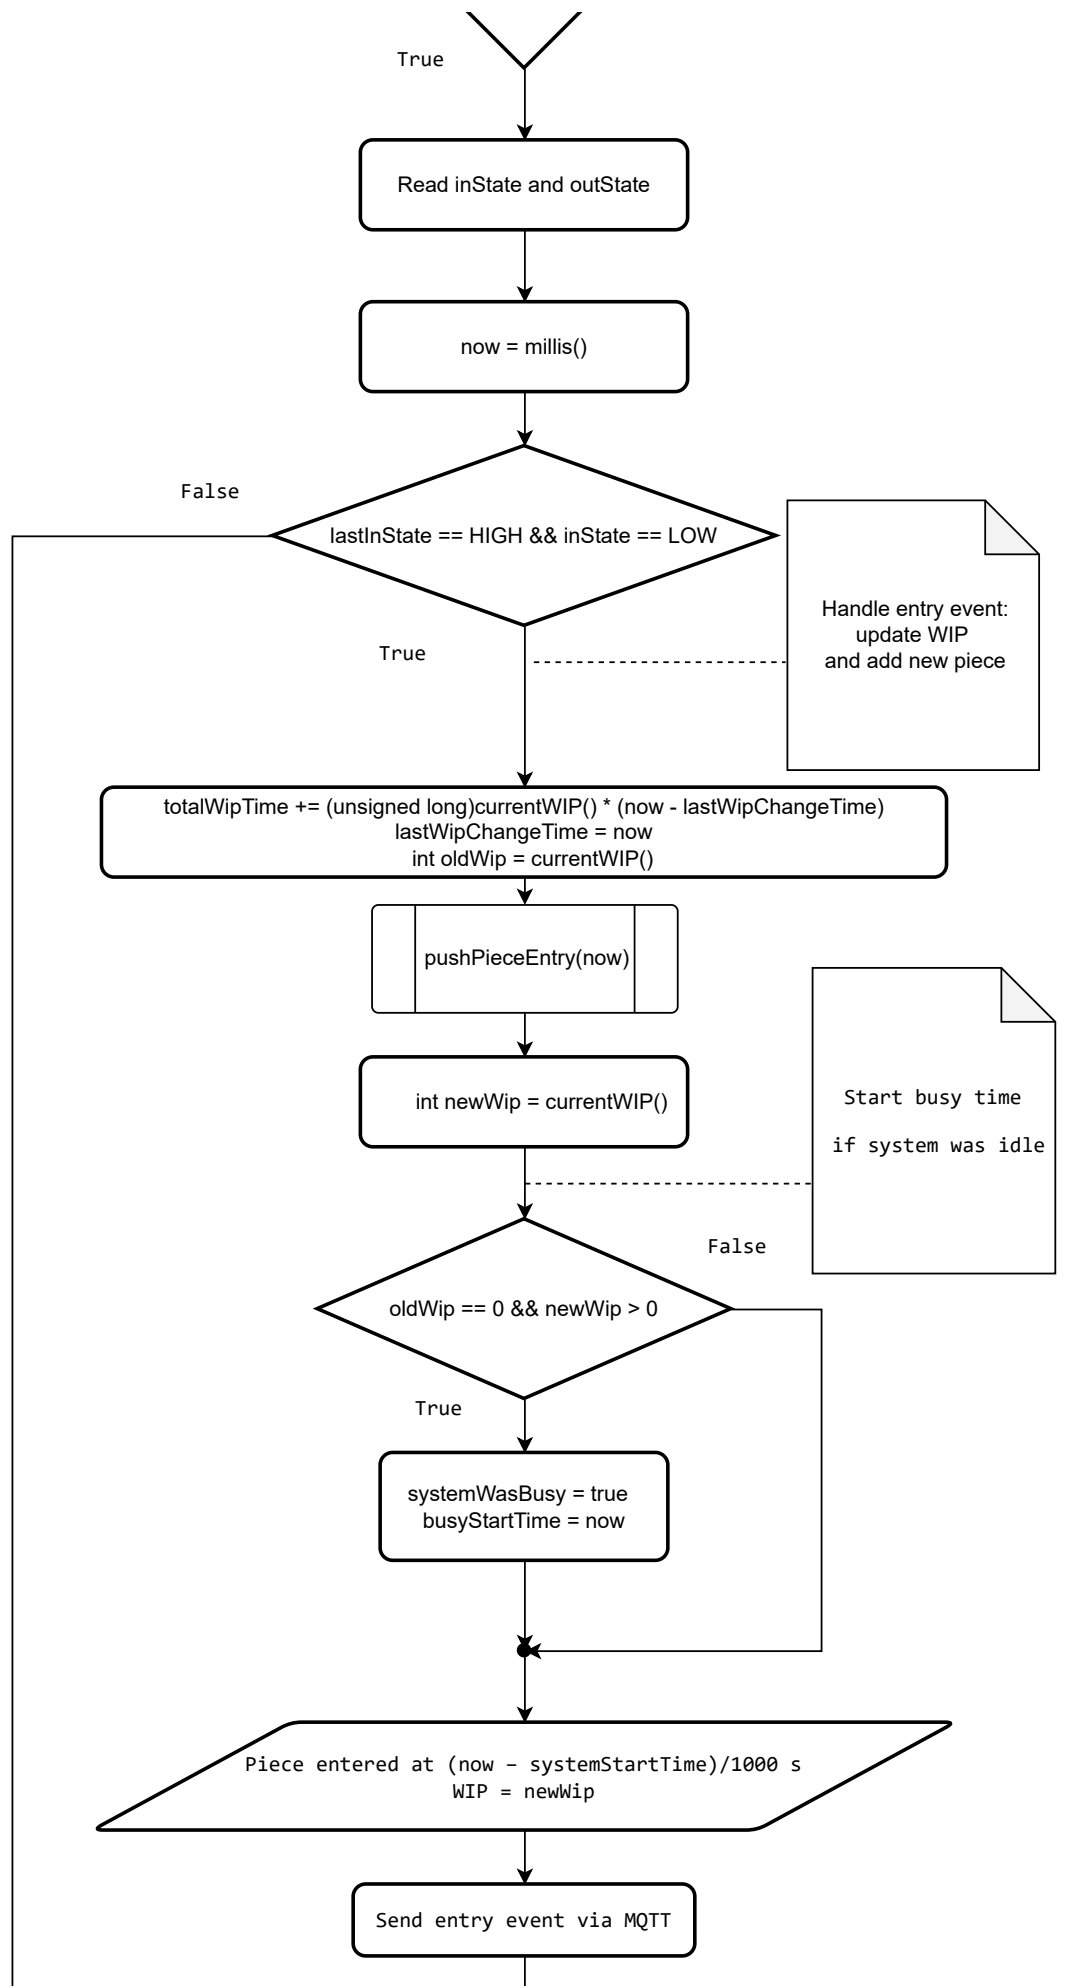 True
Read inState and outState
now = millis()
False
lastInState == HIGH && inState == LOW
Handle entry event:
update WIP
and add new piece
True
totalWipTime += (unsigned long)currentWIP() * (now - lastWipChangeTime)
lastWipChangeTime = now
int oldWip = currentWIP()
pushPieceEntry(now)
int newWip = currentWIP()
Start busy time
if system was idle
False
oldWip == 0 && newWip > 0
True
systemWasBusy = true
busyStartTime = now
Piece entered at (now – systemStartTime)/1000 s
WIP = newWip
Send entry event via MQTT